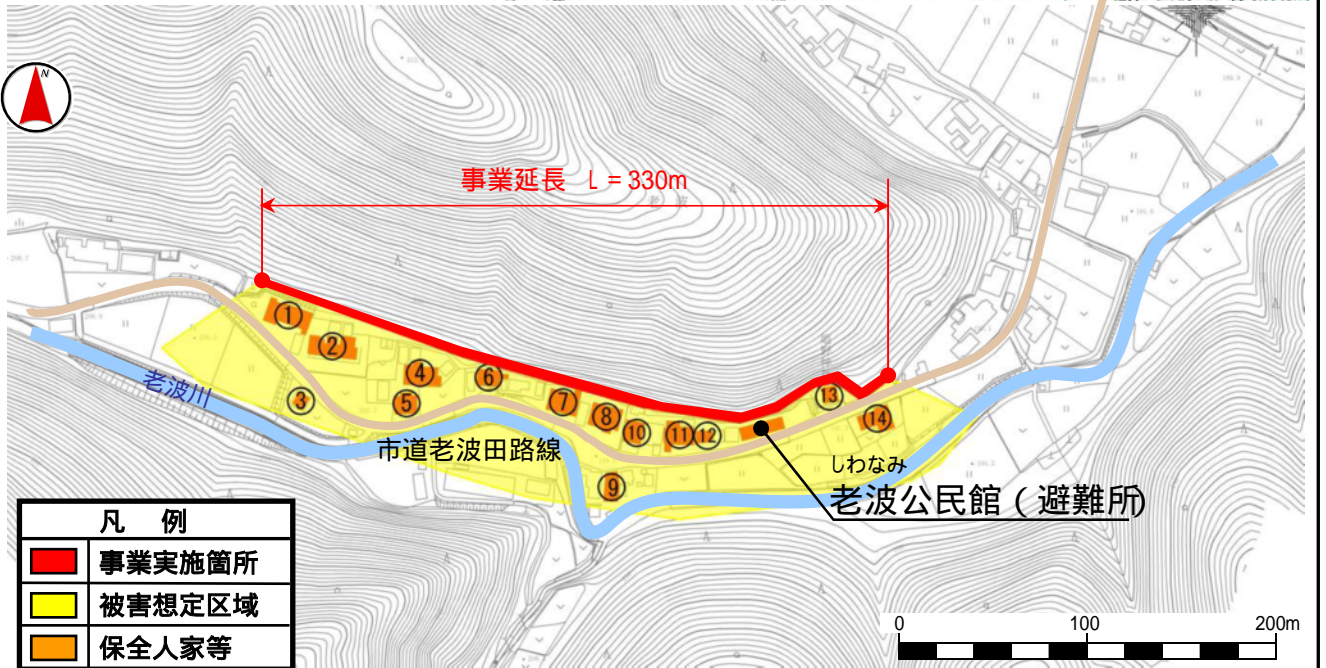 N
事業延長 L = 330m
老波
①
②
③
④
⑤
⑥
⑦
⑧
⑨
⑩
⑪
⑫
⑬
⑭
老波川
市道老波田路線
しわなみ
老波公民館（避難所）
凡 例
事業実施箇所
被害想定区域
保全人家等
0 100 200m